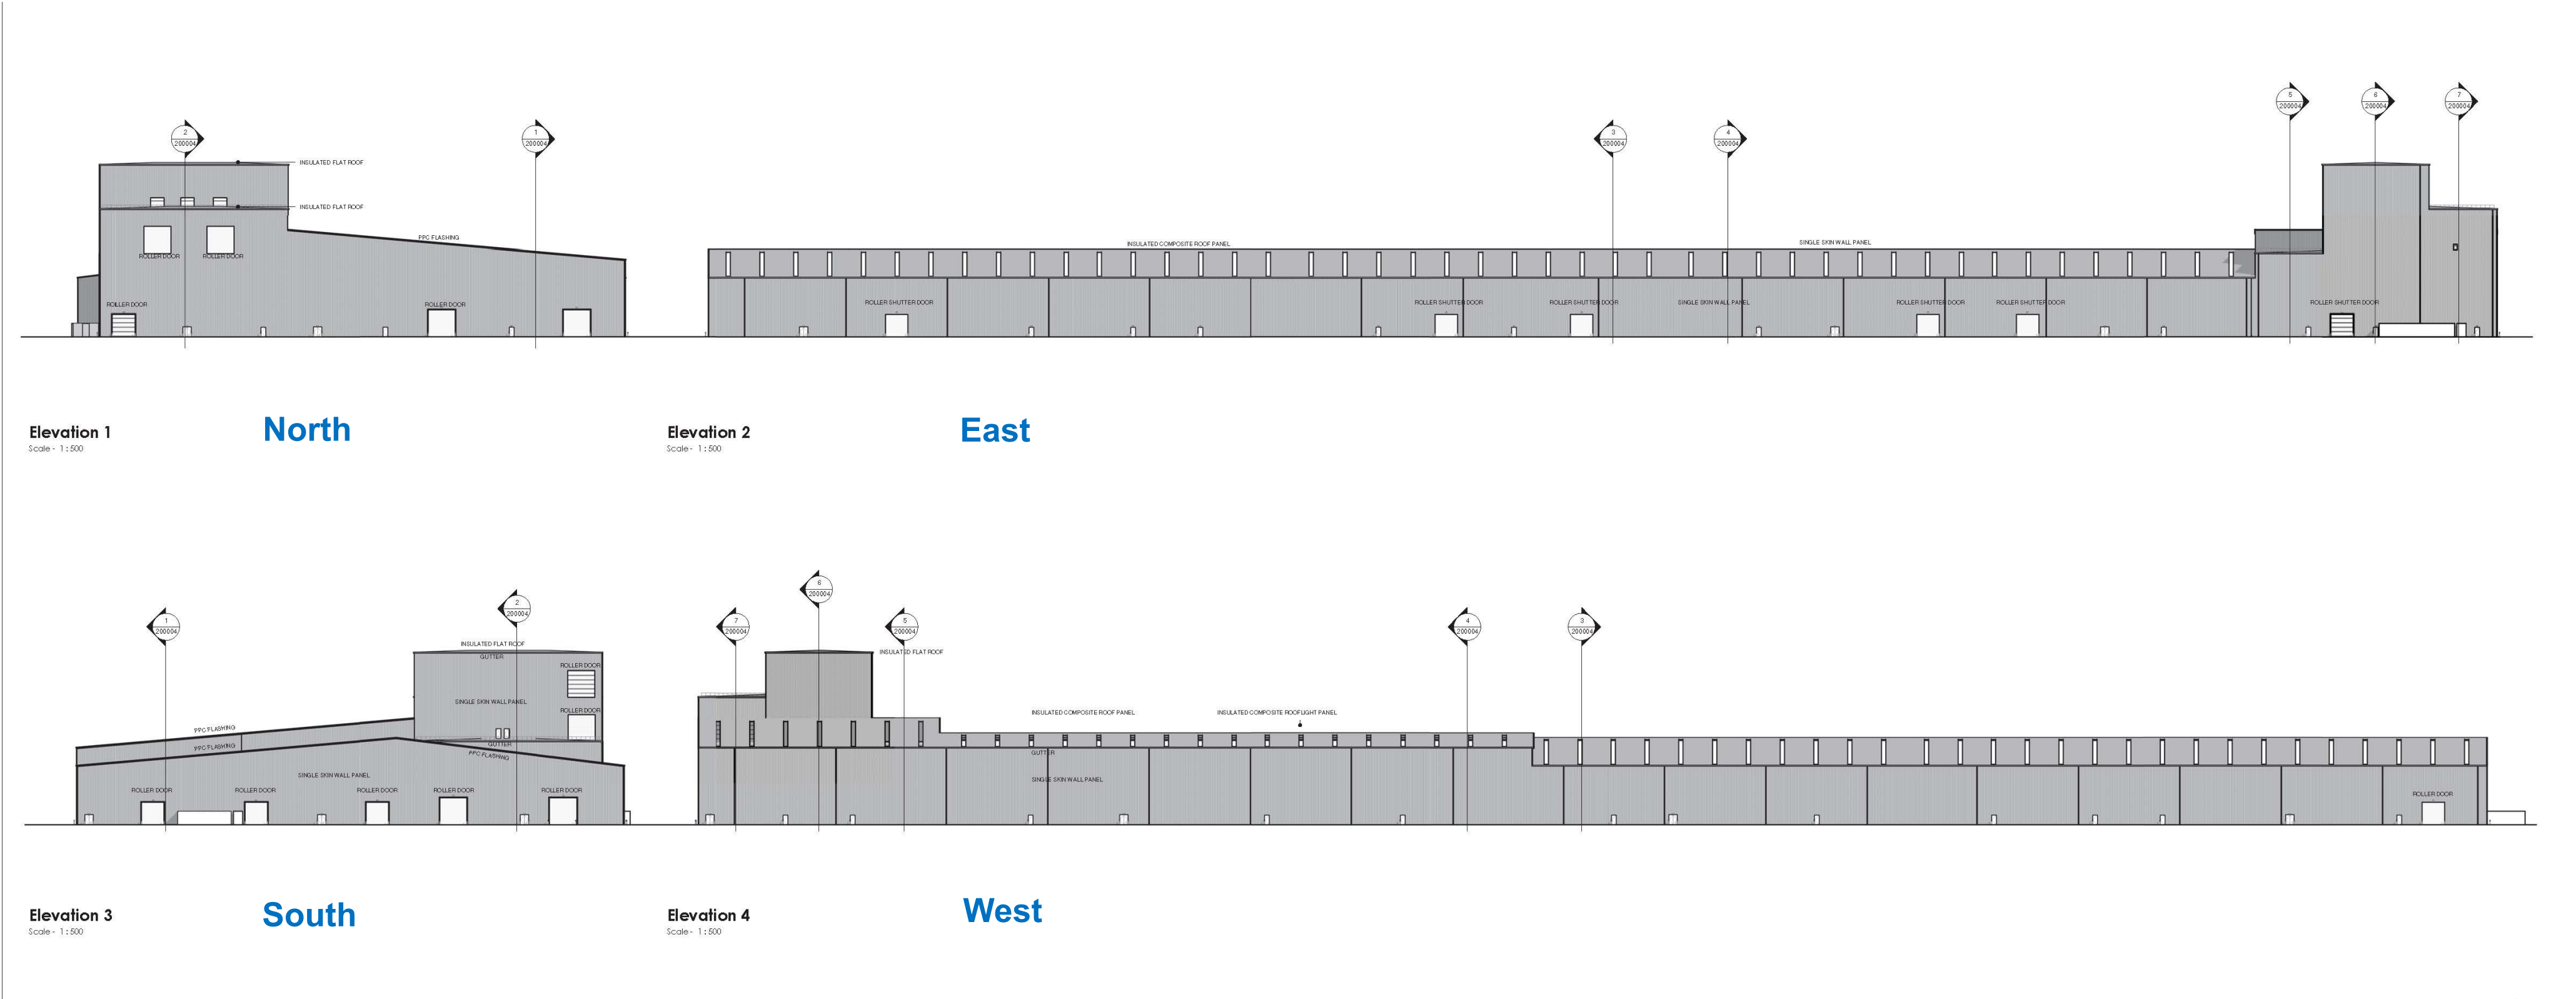 2
200004
1
200004
3
200004
4
200004
5
200004
6
200004
7
200004
INSULATED FLAT ROOF
INSULATED FLAT ROOF
PPC FLASHING
ROLLER DOOR
ROLLER DOOR
ROLLER DOOR
ROLLER DOOR
INSULATED COMPOSITE ROOF PANEL
SINGLE SKIN WALL PANEL
ROLLER SHUTTER DOOR
ROLLER SHUTTER DOOR
ROLLER SHUTTER DOOR
SINGLE SKIN WALL PANEL
ROLLER SHUTTER DOOR
ROLLER SHUTTER DOOR
ROLLER SHUTTER DOOR
Elevation 1
Scale - 1 : 500
North
Elevation 2
Scale - 1 : 500
East
1
200004
2
200004
7
200004
6
200004
5
200004
4
200004
3
200004
INSULATED FLAT ROOF
GUTTER
ROLLER DOOR
SINGLE SKIN WALL PANEL
ROLLER DOOR
PPC FLASHING
PPC FLASHING
GUTTER
PPC FLASHING
SINGLE SKIN WALL PANEL
ROLLER DOOR
ROLLER DOOR
ROLLER DOOR
ROLLER DOOR
ROLLER DOOR
INSULATED FLAT ROOF
INSULATED COMPOSITE ROOF PANEL
INSULATED COMPOSITE ROOFLIGHT PANEL
GUTTER
SINGLE SKIN WALL PANEL
ROLLER DOOR
Elevation 3
Scale - 1 : 500
South
Elevation 4
Scale - 1 : 500
West